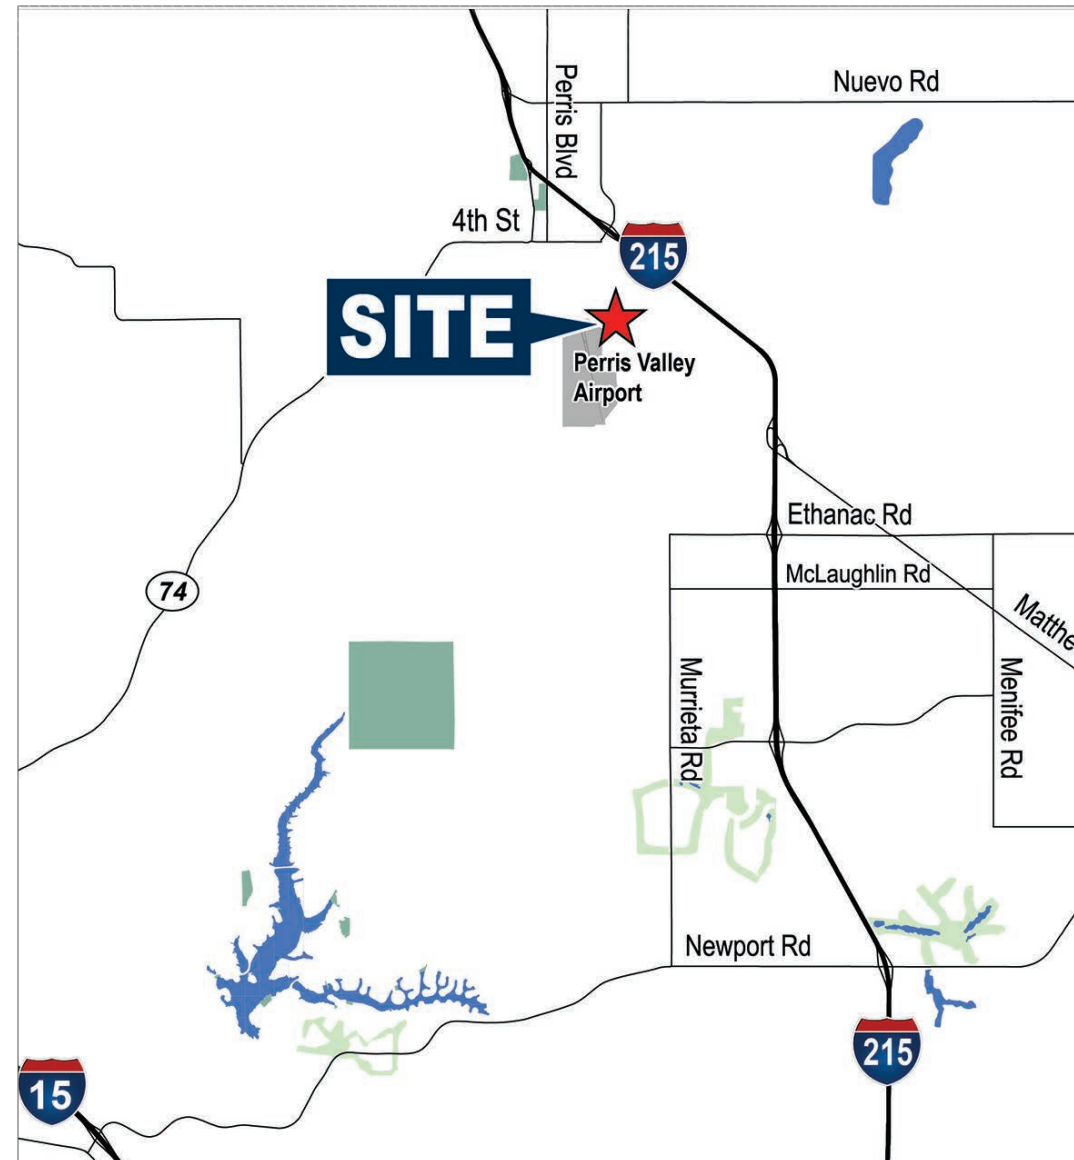 Nuevo Rd
Perris Blvd
4th St
215
SITE
Perris Valley
Airport
Ethanac Rd
McLaughlin Rd
74
Matthe
Murrieta Rd
Menifee Rd
Newport Rd
215
15